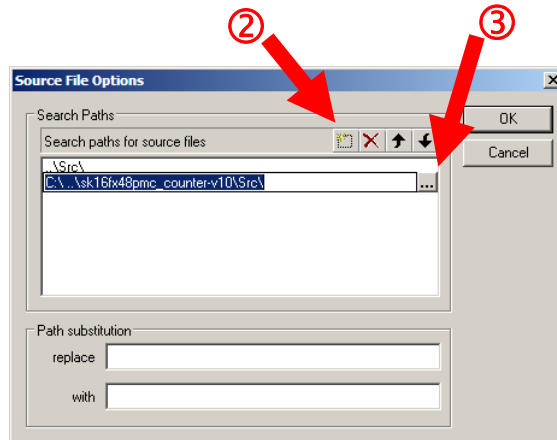 ② ③
Source File Options
Search Paths
OK
Search paths for source files
Cancel
..\Src\
C:\...\sk16fx48pmc_counter-v10\Src\
...
Path substitution
replace
with